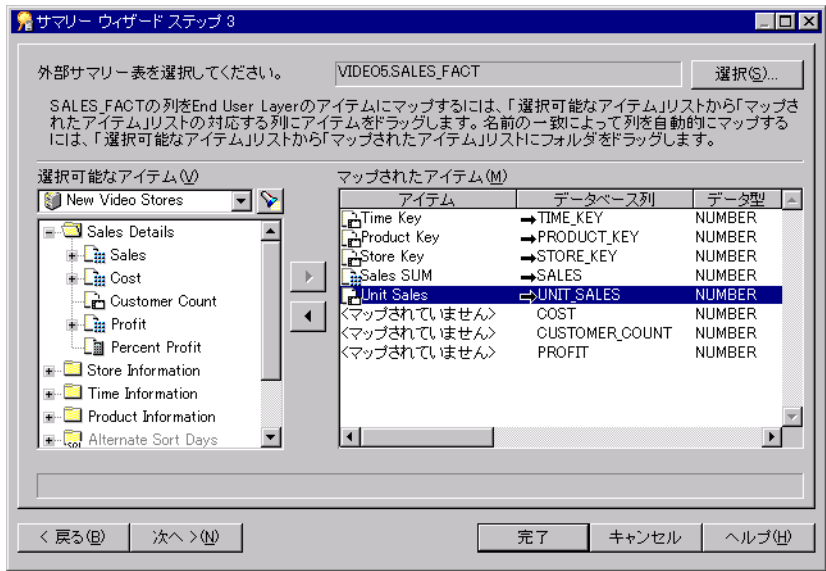 サマリー ウィザード ステップ 3
外部サマリー表を選択してください。 VIDEO5.SALES_FACT 選択(S)...
SALES_FACTの列をEnd User Layerのアイテムにマップするには、「選択可能なアイテム」リストから「マップさ
れたアイテム」リストの対応する列にアイテムをドラッグします。名前の一致によって列を自動的にマップする
には、「選択可能なアイテム」リストから「マップされたアイテム」リストにフォルダをドラッグします。
選択可能なアイテム(V) マップされたアイテム(M)
New Video Stores
Sales Details
Sales
Cost
Customer Count
Profit
Percent Profit
Store Information
Time Information
Product Information
Alternate Sort Days
アイテム データベース列 データ型
Time Key ➡TIME_KEY NUMBER
Product Key ➡PRODUCT_KEY NUMBER
Store Key ➡STORE_KEY NUMBER
Sales SUM ➡SALES NUMBER
Unit Sales ➡UNIT_SALES NUMBER
<マップされていません> COST NUMBER
<マップされていません> CUSTOMER_COUNT NUMBER
<マップされていません> PROFIT NUMBER
< 戻る(B) 次へ >(N) 完了 キャンセル ヘルプ(H)